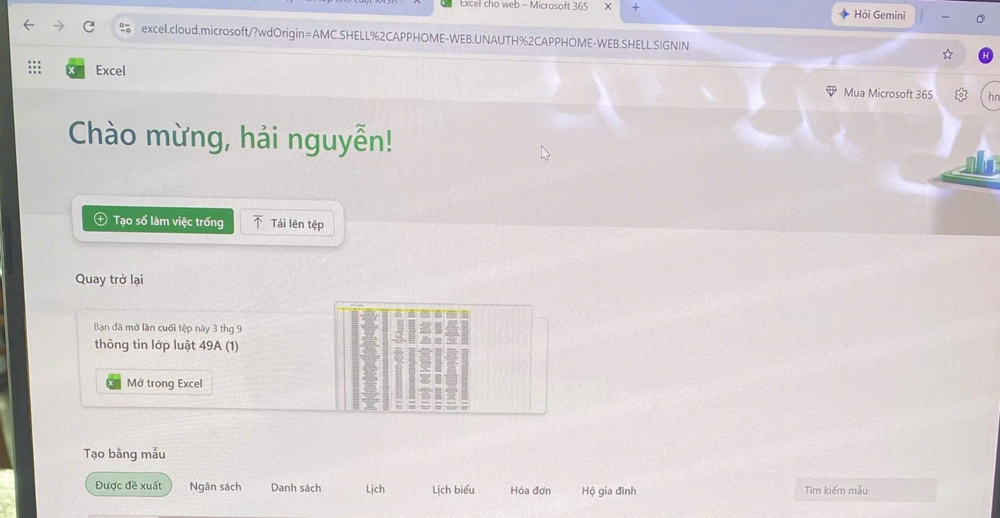 Excel cho web – Microsoft 365
Hỏi Gemini
excel.cloud.microsoft/?wdOrigin=AMC.SHELL%2CAPPHOME-WEB.UNAUTH%2CAPPHOME-WEB.SHELL.SIGNIN
H
Excel
Mua Microsoft 365
hn
Chào mừng, hải nguyễn!
Tạo sổ làm việc trống
Tải lên tệp
Quay trở lại
Bạn đã mở lần cuối tệp này 3 thg 9
thông tin lớp luật 49A (1)
Mở trong Excel
Tạo bằng mẫu
Được đề xuất
Ngân sách
Danh sách
Lịch
Lịch biểu
Hóa đơn
Hộ gia đình
Tìm kiếm mẫu